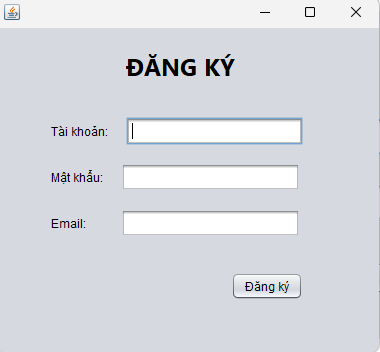 ĐĂNG KÝ
Tài khoản:
Mật khẩu:
Email:
Đăng ký